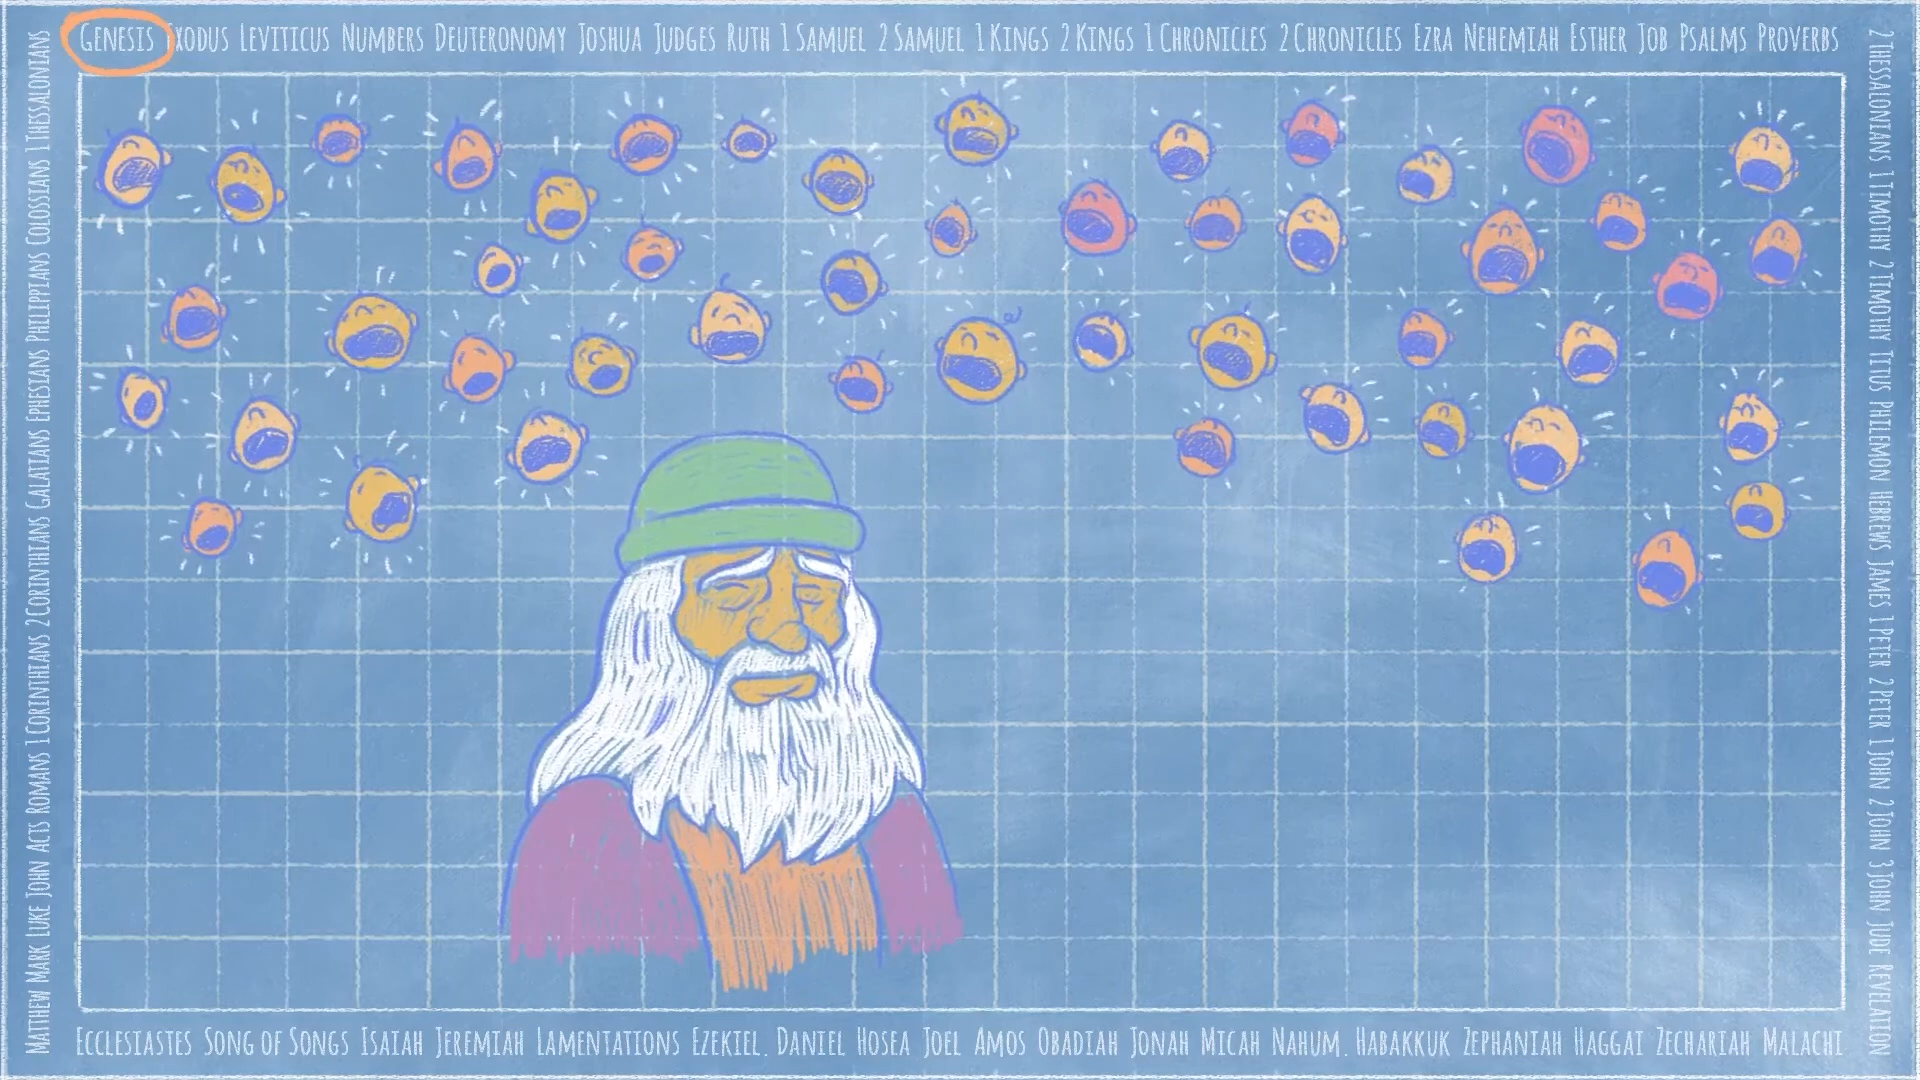 Genesis Exodus Leviticus Numbers Deuteronomy Joshua Judges Ruth 1 Samuel 2 Samuel 1 Kings 2 Kings 1 Chronicles 2 Chronicles Ezra Nehemiah Esther Job Psalms Proverbs
Ecclesiastes Song of Songs Isaiah Jeremiah Lamentations Ezekiel. Daniel Hosea Joel Amos Obadiah Jonah Micah Nahum. Habakkuk Zephaniah Haggai Zechariah Malachi
Matthew Mark Luke John Acts Romans 1 Corinthians 2 Corinthians Galatians Ephesians Philippians Colossians 1 Thessalonians
2 Thessalonians 1 Timothy 2 Timothy Titus Philemon Hebrews James 1 Peter 2 Peter 1 John 2 John 3 John Jude Revelation